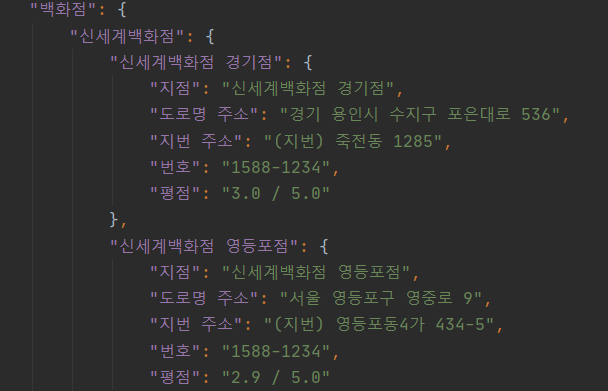 "백화점": {
"신세계백화점": {
"신세계백화점 경기점": {
"지점": "신세계백화점 경기점",
"도로명 주소": "경기 용인시 수지구 포은대로 536",
"지번 주소": "(지번) 죽전동 1285",
"번호": "1588-1234",
"평점": "3.0 / 5.0"
},
"신세계백화점 영등포점": {
"지점": "신세계백화점 영등포점",
"도로명 주소": "서울 영등포구 영중로 9",
"지번 주소": "(지번) 영등포동4가 434-5",
"번호": "1588-1234",
"평점": "2.9 / 5.0"